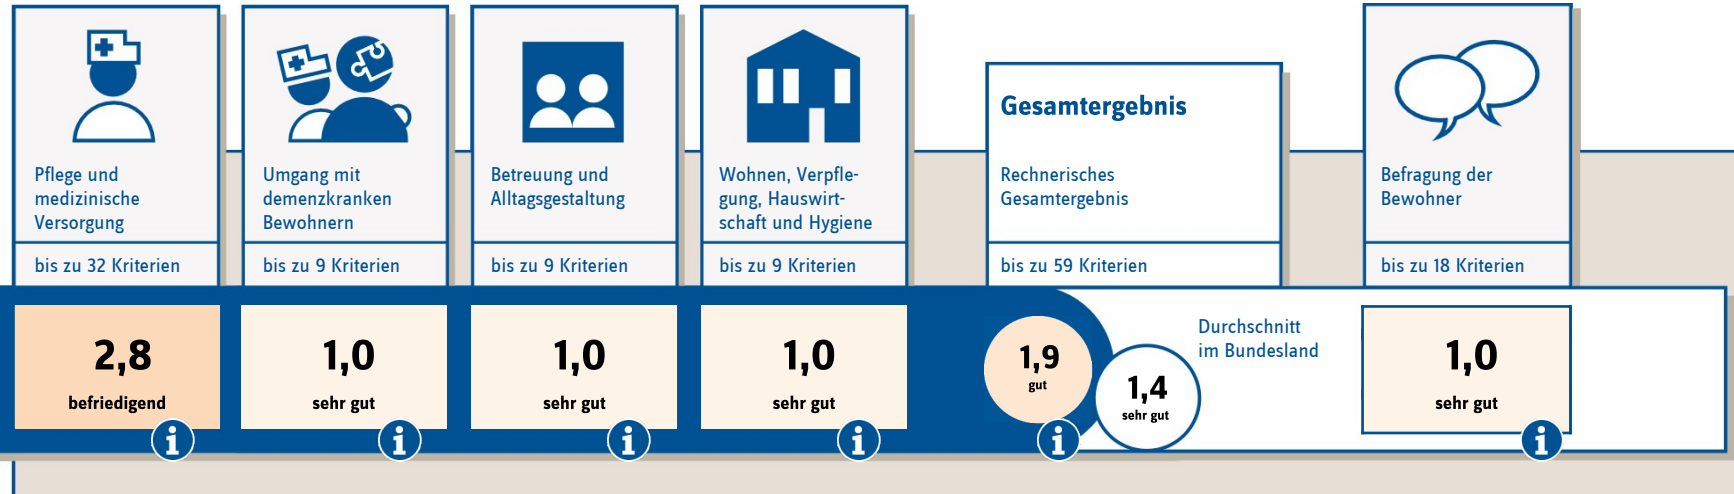 Pflege und
medizinische
Versorgung
bis zu 32 Kriterien
2,8
befriedigend
Umgang mit
demenzkranken
Bewohnern
bis zu 9 Kriterien
1,0
sehr gut
Betreuung und
Alltagsgestaltung
bis zu 9 Kriterien
1,0
sehr gut
Wohnen, Verpfle-
gung, Hauswirt-
schaft und Hygiene
bis zu 9 Kriterien
1,0
sehr gut
Gesamtergebnis
Rechnerisches
Gesamtergebnis
bis zu 59 Kriterien
1,9
gut
1,4
sehr gut
Durchschnitt
im Bundesland
Befragung der
Bewohner
bis zu 18 Kriterien
1,0
sehr gut